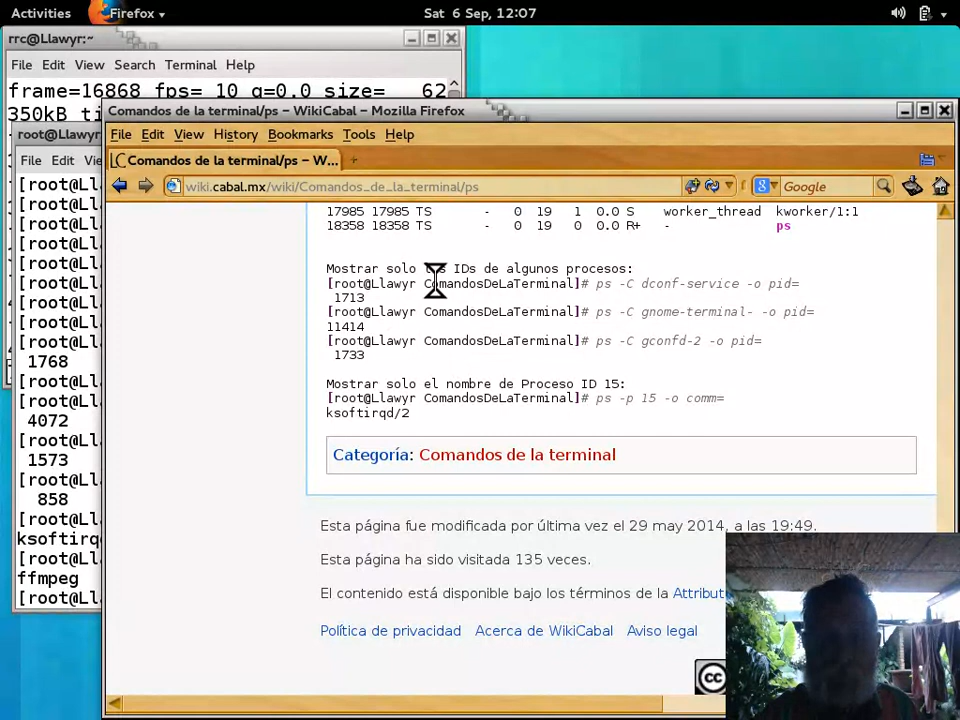 Activities Firefox Sat 6 Sep, 12:07
rrc@Llawyr:~
File Edit View Search Terminal Help
frame=16868 fps= 10 q=0.0 size= 62
350kB
Comandos de la terminal/ps – WikiCabal – Mozilla Firefox
root@Llawyr
File Edit View History Bookmarks Tools Help
File Edit
Comandos de la terminal/ps – W...
wiki.cabal.mx/wiki/Comandos_de_la_terminal/ps Google
17985 17985 TS - 0 19 1 0.0 S worker_thread kworker/1:1
18358 18358 TS - 0 19 0 0.0 R+ - ps
Mostrar solo IDs de algunos procesos:
[root@Llawyr ComandosDeLaTerminal]# ps -C dconf-service -o pid=
1713
[root@Llawyr ComandosDeLaTerminal]# ps -C gnome-terminal- -o pid=
11414
[root@Llawyr ComandosDeLaTerminal]# ps -C gconfd-2 -o pid=
1733
Mostrar solo el nombre de Proceso ID 15:
[root@Llawyr ComandosDeLaTerminal]# ps -p 15 -o comm=
ksoftirqd/2
Categoría: Comandos de la terminal
Esta página fue modificada por última vez el 29 may 2014, a las 19:49.
Esta página ha sido visitada 135 veces.
El contenido está disponible bajo los términos de la Attribut
Política de privacidad Acerca de WikiCabal Aviso legal
cc
[root@Ll
[root@Ll
[root@Ll
[root@Ll
[root@Ll
[root@Ll
[root@Ll
[root@Ll
[root@Ll
1768
[root@Ll
4072
[root@Ll
1573
[root@Ll
858
[root@Ll
ksoftirq
[root@Ll
ffmpeg
[root@Ll